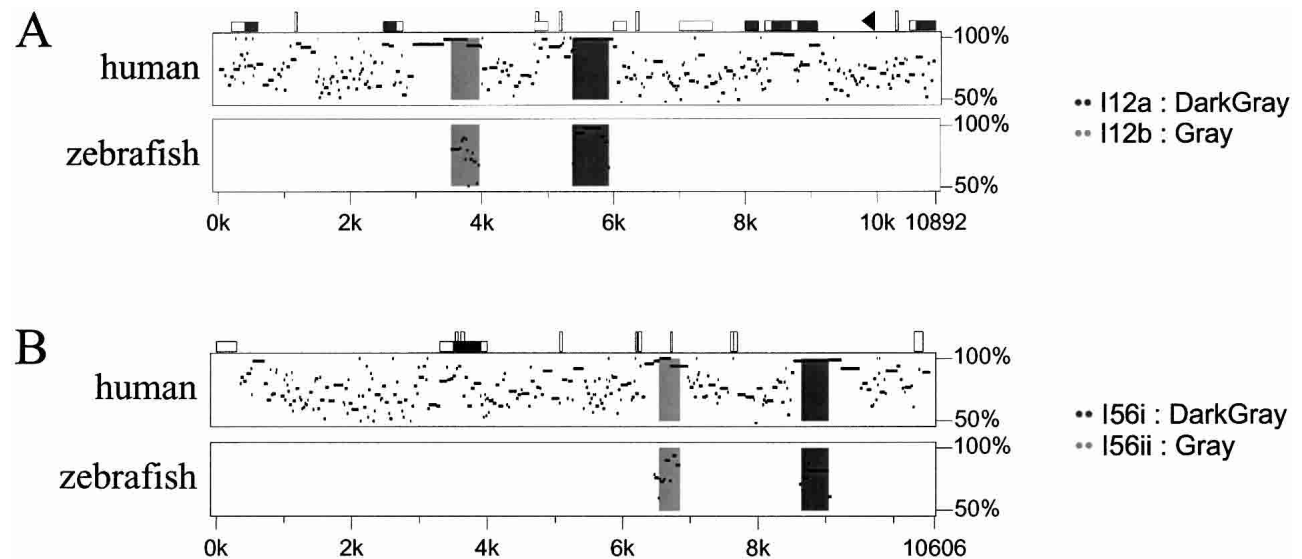 A
human
100%
50%
zebrafish
100%
50%
0k 2k 4k 6k 8k 10k 10892
I12a : DarkGray
I12b : Gray
B
human
100%
50%
zebrafish
100%
50%
0k 2k 4k 6k 8k 10606
I56i : DarkGray
I56ii : Gray